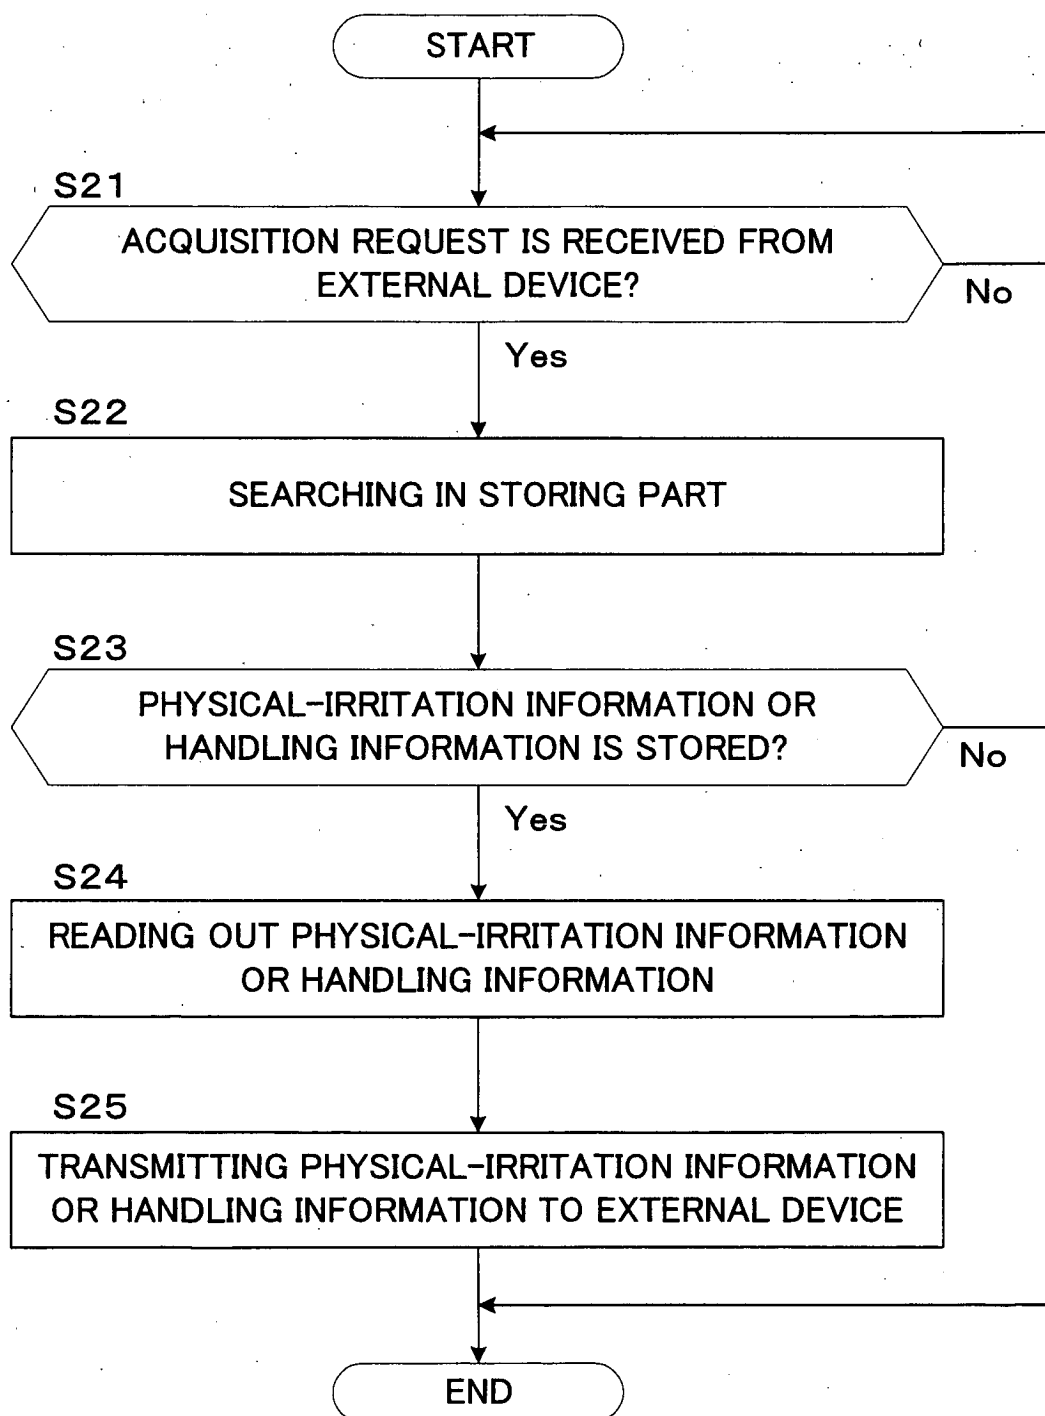 START
S21
ACQUISITION REQUEST IS RECEIVED FROM
EXTERNAL DEVICE?
No
Yes
S22
SEARCHING IN STORING PART
S23
PHYSICAL-IRRITATION INFORMATION OR
HANDLING INFORMATION IS STORED?
No
Yes
S24
READING OUT PHYSICAL-IRRITATION INFORMATION
OR HANDLING INFORMATION
S25
TRANSMITTING PHYSICAL-IRRITATION INFORMATION
OR HANDLING INFORMATION TO EXTERNAL DEVICE
END